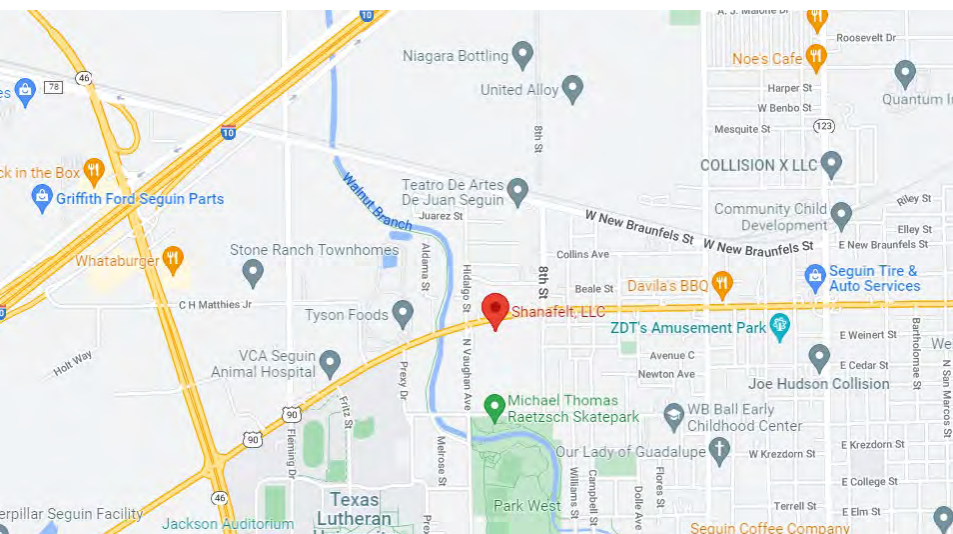 10
A. J. Malone Dr
Roosevelt Dr
Niagara Bottling
Noe's Cafe
46
78
es
United Alloy
Harper St
Quantum In
W Benbo St
10
8th St
Mesquite St
123
ck in the Box
COLLISION X LLC
Griffith Ford Seguin Parts
Walnut Branch
Teatro De Artes
De Juan Seguin
Juarez St
Riley St
Community Child
Development
W New Braunfels St
W New Braunfels St
Elley St
E New Braunfels St
Stone Ranch Townhomes
Whataburger
Aldama St
Hidalgo St
8th St
Collins Ave
Seguin Tire &
Auto Services
Beale St
Davila's BBQ
C H Matthies Jr
Tyson Foods
Shanafelt, LLC
ZDT's Amusement Park
E Weinert St
Bartholomae St
We
Holt Way
VCA Seguin
Animal Hospital
Prexy Dr
N Vaughan Ave
Avenue C
Newton Ave
E Cedar St
Joe Hudson Collision
N San Marcos St
90
Fritz St
Michael Thomas
Raetzsch Skatepark
WB Ball Early
Childhood Center
90
Fleming Dr
Melrose St
Our Lady of Guadalupe
W Krezdorn St
E Krezdorn St
46
Texas
Lutheran
Park West
Williams St
Campbell St
Dolle Ave
Flores St
E College St
Terrell St
E Elm St
erpillar Seguin Facility
Jackson Auditorium
Prex
Seguin Coffee Company